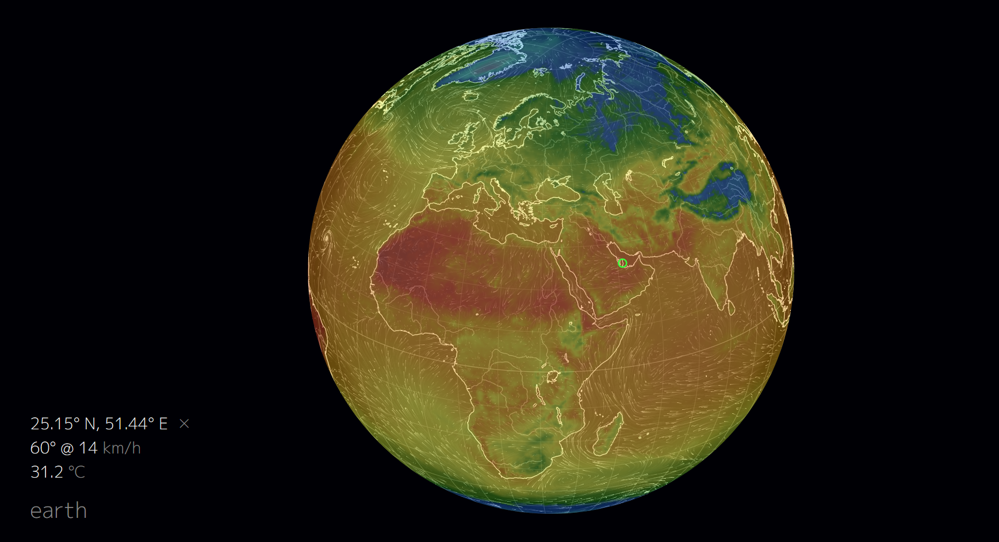 25.15° N, 51.44° E ×
60° @ 14 km/h
31.2 °C
earth